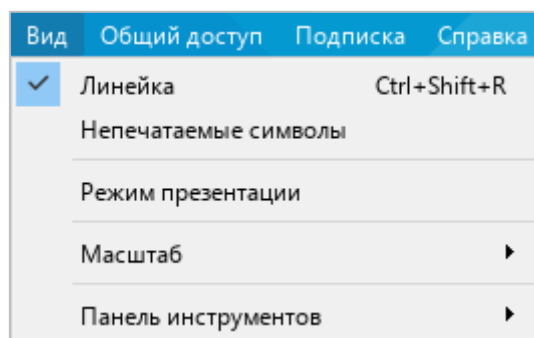 Вид Общий доступ Подписка Справка
Линейка Ctrl+Shift+R
Непечатаемые символы
Режим презентации
Масштаб
Панель инструментов